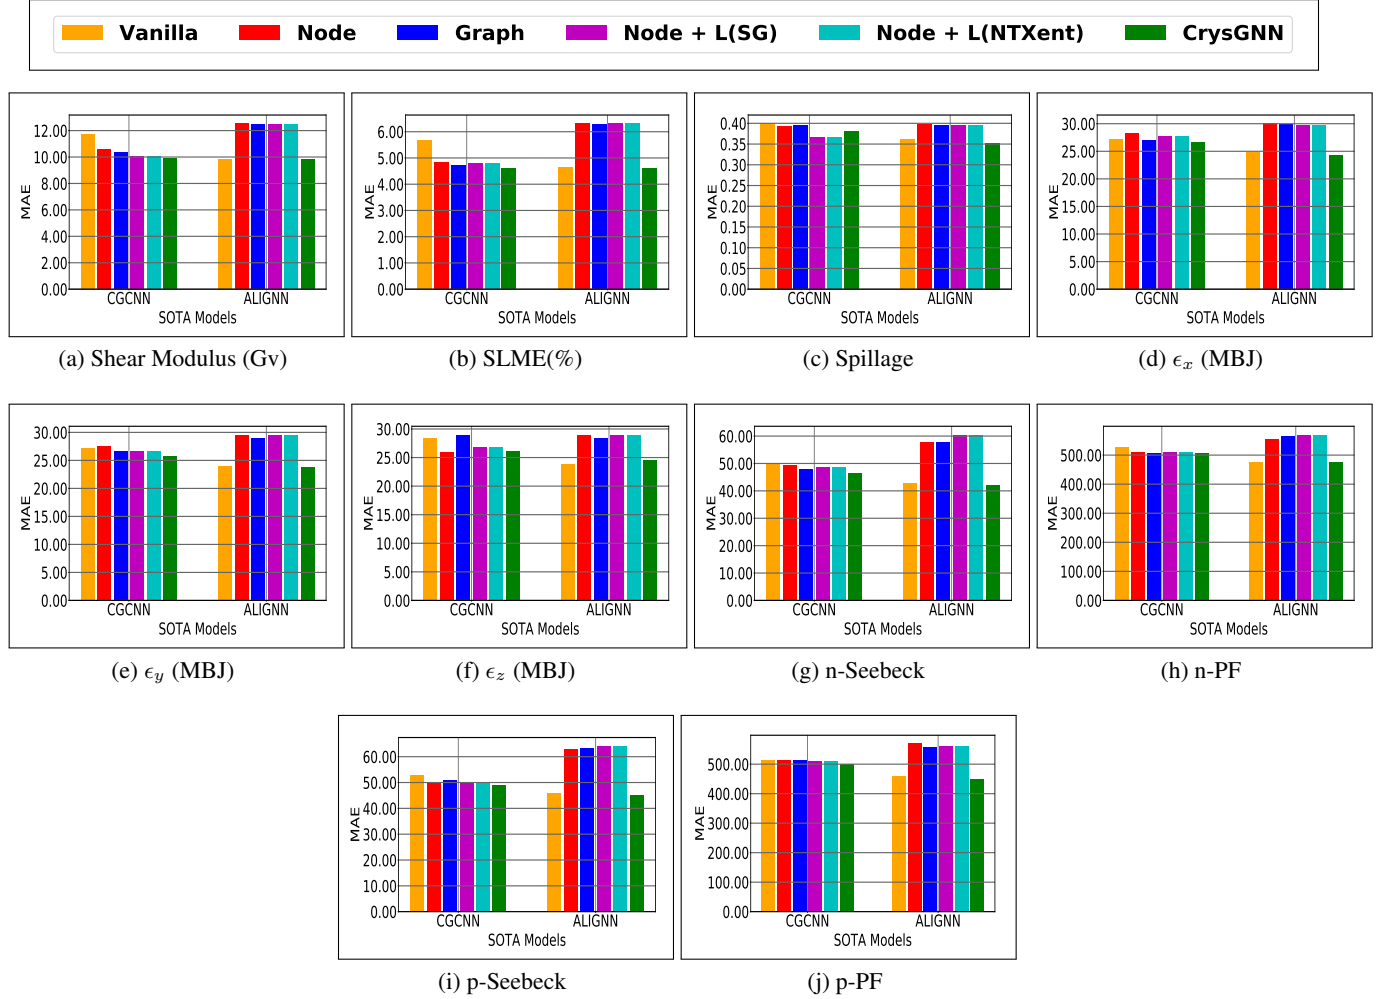 Vanilla Node Graph Node + L(SG) Node + L(NTXent) CrysGNN
MAE
12.00
10.00
8.00
6.00
4.00
2.00
0.00
CGCNN ALIGNN
SOTA Models
(a) Shear Modulus (Gv)
MAE
6.00
5.00
4.00
3.00
2.00
1.00
0.00
CGCNN ALIGNN
SOTA Models
(b) SLME(%)
MAE
0.40
0.35
0.30
0.25
0.20
0.15
0.10
0.05
0.00
CGCNN ALIGNN
SOTA Models
(c) Spillage
MAE
30.00
25.00
20.00
15.00
10.00
5.00
0.00
CGCNN ALIGNN
SOTA Models
(d) ϵx (MBJ)
MAE
30.00
25.00
20.00
15.00
10.00
5.00
0.00
CGCNN ALIGNN
SOTA Models
(e) ϵy (MBJ)
MAE
30.00
25.00
20.00
15.00
10.00
5.00
0.00
CGCNN ALIGNN
SOTA Models
(f) ϵz (MBJ)
MAE
60.00
50.00
40.00
30.00
20.00
10.00
0.00
CGCNN ALIGNN
SOTA Models
(g) n-Seebeck
MAE
500.00
400.00
300.00
200.00
100.00
0.00
CGCNN ALIGNN
SOTA Models
(h) n-PF
MAE
60.00
50.00
40.00
30.00
20.00
10.00
0.00
CGCNN ALIGNN
SOTA Models
(i) p-Seebeck
MAE
500.00
400.00
300.00
200.00
100.00
0.00
CGCNN ALIGNN
SOTA Models
(j) p-PF